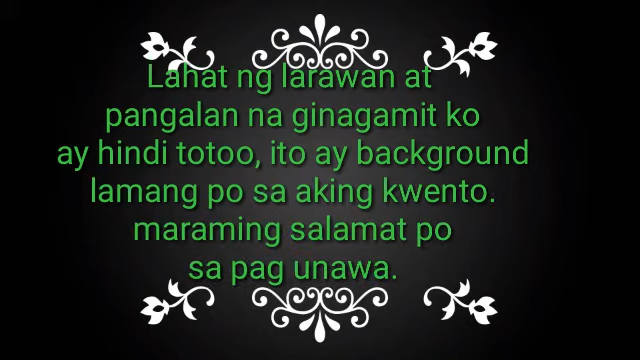 Lahat ng larawan at
pangalan na ginagamit ko
ay hindi totoo, ito ay background
lamang po sa aking kwento.
maraming salamat po
sa pag unawa.